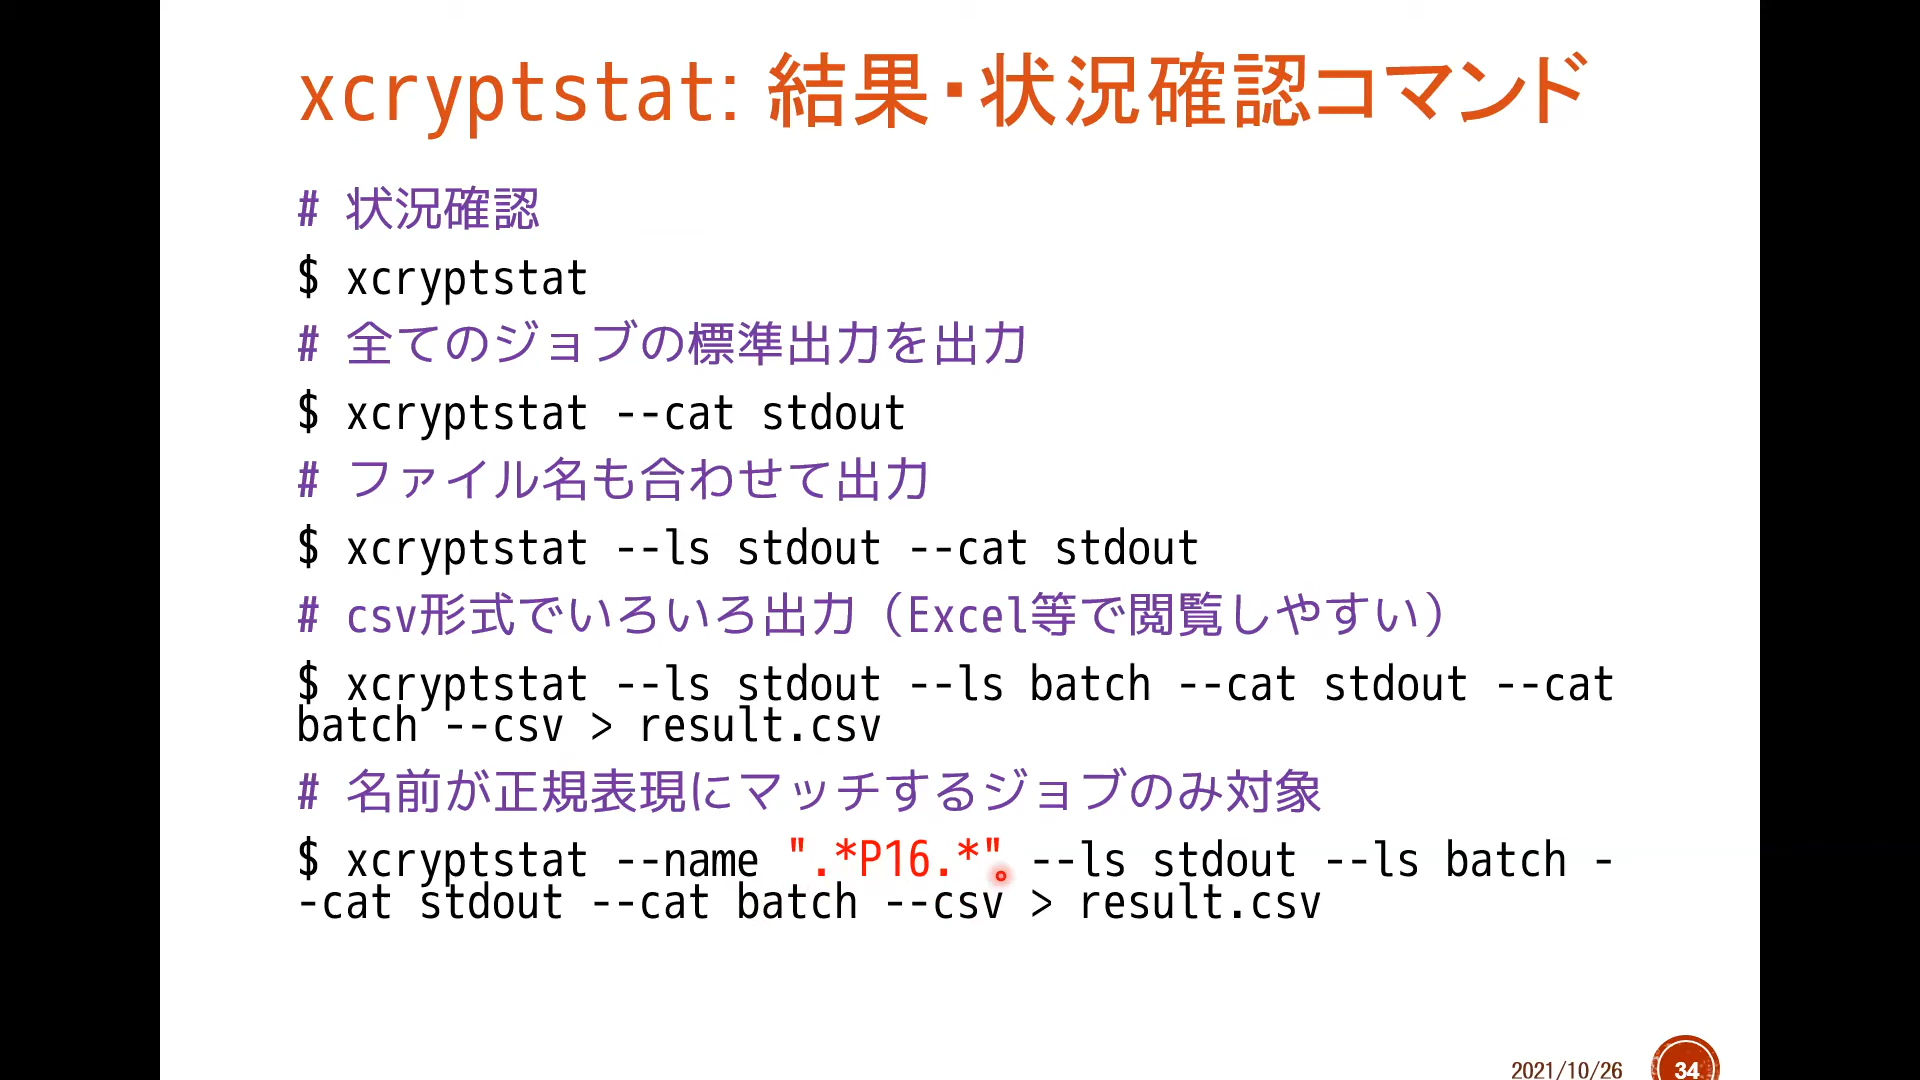 xcryptstat: 結果・状況確認コマンド
# 状況確認
$ xcryptstat
# 全てのジョブの標準出力を出力
$ xcryptstat --cat stdout
# ファイル名も合わせて出力
$ xcryptstat --ls stdout --cat stdout
# csv形式でいろいろ出力（Excel等で閲覧しやすい）
$ xcryptstat --ls stdout --ls batch --cat stdout --cat
batch --csv > result.csv
# 名前が正規表現にマッチするジョブのみ対象
$ xcryptstat --name ".*P16.*" --ls stdout --ls batch -
-cat stdout --cat batch --csv > result.csv
2021/10/26
34